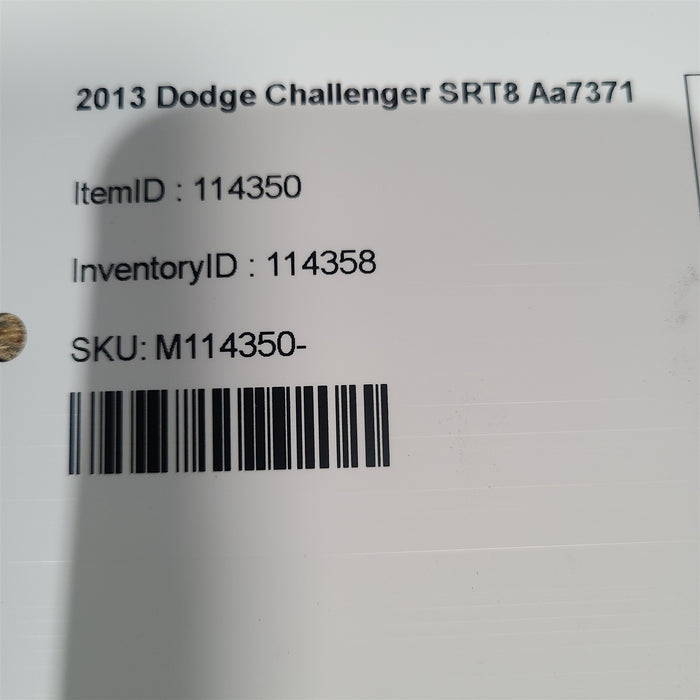 2013 Dodge Challenger SRT8 Aa7371
ItemID : 114350
InventoryID : 114358
SKU: M114350-